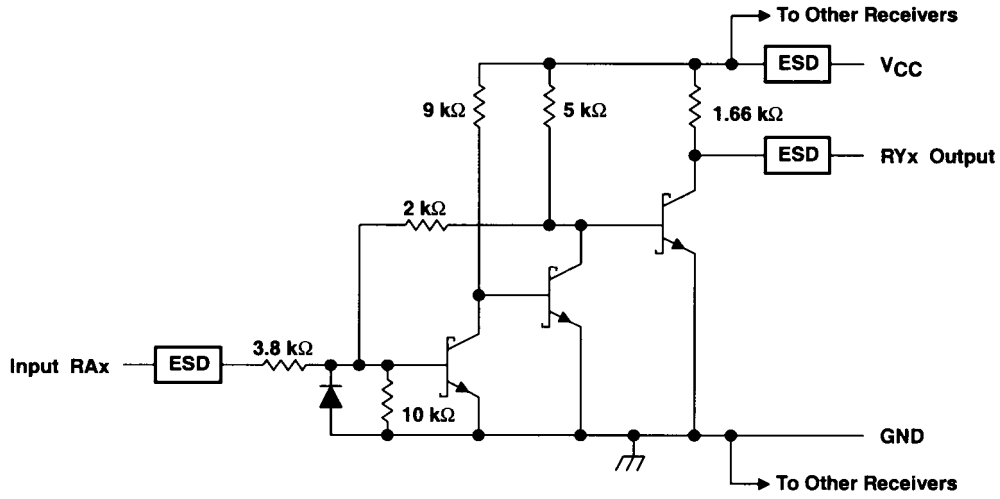 To Other Receivers
ESD
VCC
9 kΩ
5 kΩ
1.66 kΩ
ESD
RYx Output
2 kΩ
Input RAx
ESD
3.8 kΩ
10 kΩ
GND
To Other Receivers